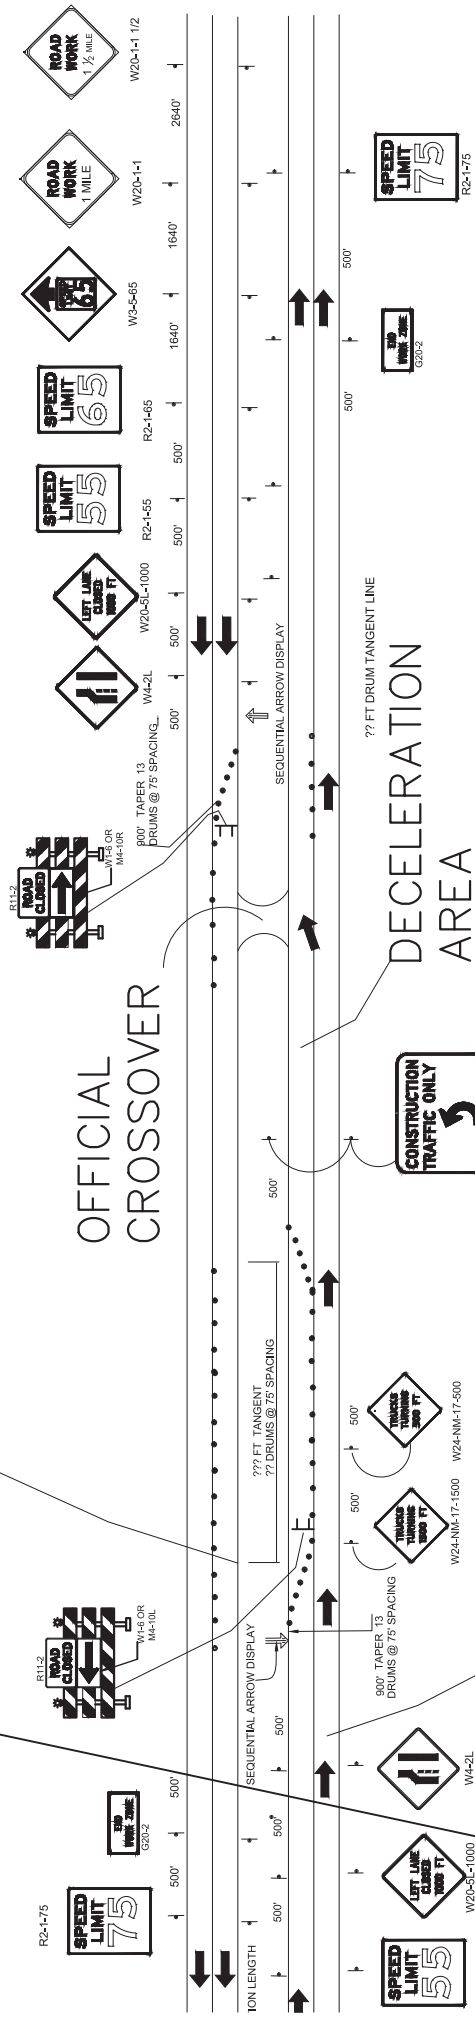 ROAD
WORK
1 ½ MILE
W20-1-1 1/2
2640'
ROAD
WORK
1 MILE
W20-1-1
1640'
W3-5-65
65
1640'
SPEED
LIMIT
65
R2-1-65
500'
SPEED
LIMIT
55
R2-1-55
500'
LEFT LANE
CLOSED
1000 FT
W20-5L-1000
500'
W4-2L
500'
900' TAPER 13
DRUMS @ 75' SPACING
R11-2
ROAD
CLOSED
W1-6 OR
M4-10R
SEQUENTIAL ARROW DISPLAY
SPEED
LIMIT
75
R2-1-75
500'
END
WORK ZONE
G20-2
500'
?? FT DRUM TANGENT LINE
DECELERATION
AREA
OFFICIAL
CROSSOVER
CONSTRUCTION
TRAFFIC ONLY
500'
??? FT TANGENT
?? DRUMS @ 75' SPACING
TRUCKS
TURNING
500 FT
W24-NM-17-500
500'
TRUCKS
TURNING
1500 FT
W24-NM-17-1500
500'
R11-2
ROAD
CLOSED
W1-6 OR
M4-10L
SEQUENTIAL ARROW DISPLAY
900' TAPER 13
DRUMS @ 75' SPACING
500'
500'
END
WORK ZONE
G20-2
500'
R2-1-75
SPEED
LIMIT
75
500'
500'
ION LENGTH
W4-2L
LEFT LANE
CLOSED
1000 FT
W20-5L-1000
SPEED
LIMIT
55